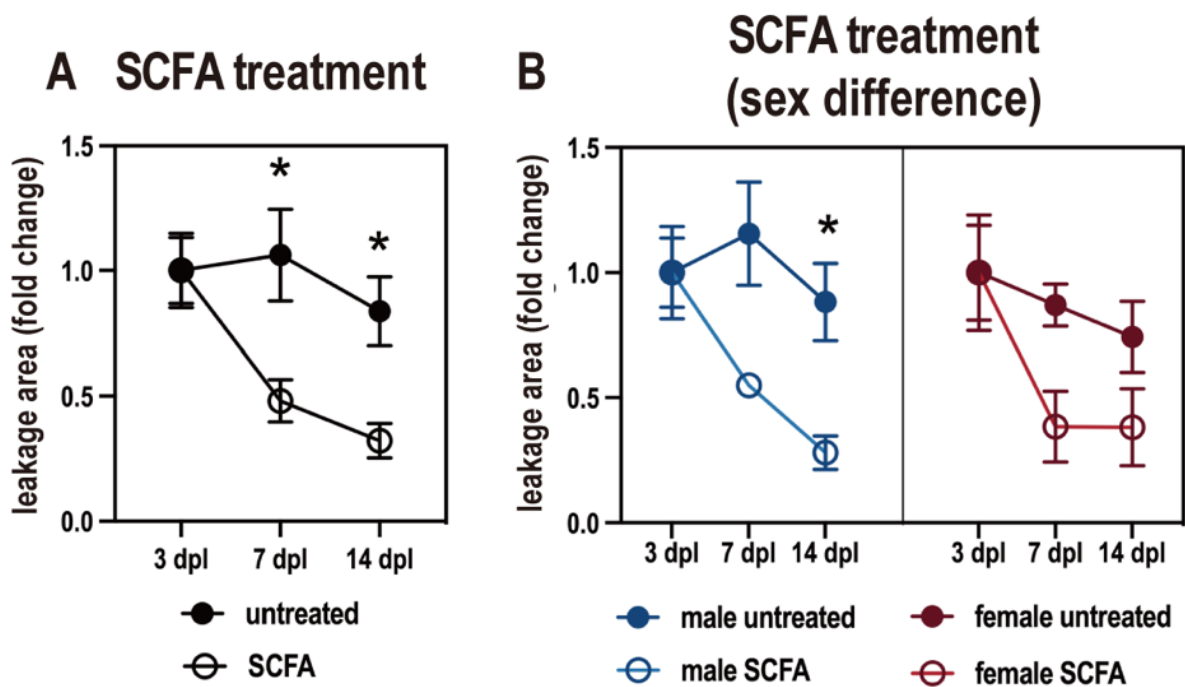 A SCFA treatment
leakage area (fold change)
1.5
1.0
0.5
0.0
*
*
3 dpl 7 dpl 14 dpl
untreated
SCFA
B SCFA treatment
(sex difference)
leakage area (fold change)
1.5
1.0
0.5
0.0
*
3 dpl 7 dpl 14 dpl 3 dpl 7 dpl 14 dpl
male untreated female untreated
male SCFA female SCFA